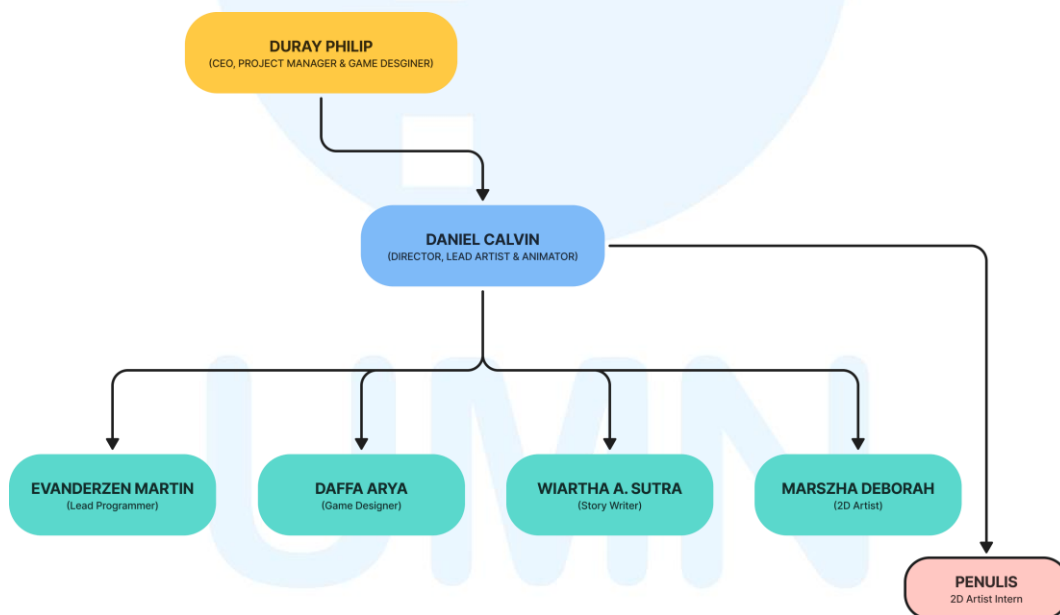 DURAY PHILIP
(CEO, PROJECT MANAGER & GAME DESGINER)
DANIEL CALVIN
(DIRECTOR, LEAD ARTIST & ANIMATOR)
EVANDERZEN MARTIN
(Lead Programmer)
DAFFA ARYA
(Game Designer)
WIARTHA A. SUTRA
(Story Writer)
MARSZHA DEBORAH
(2D Artist)
UMN
PENULIS
2D Artist Intern